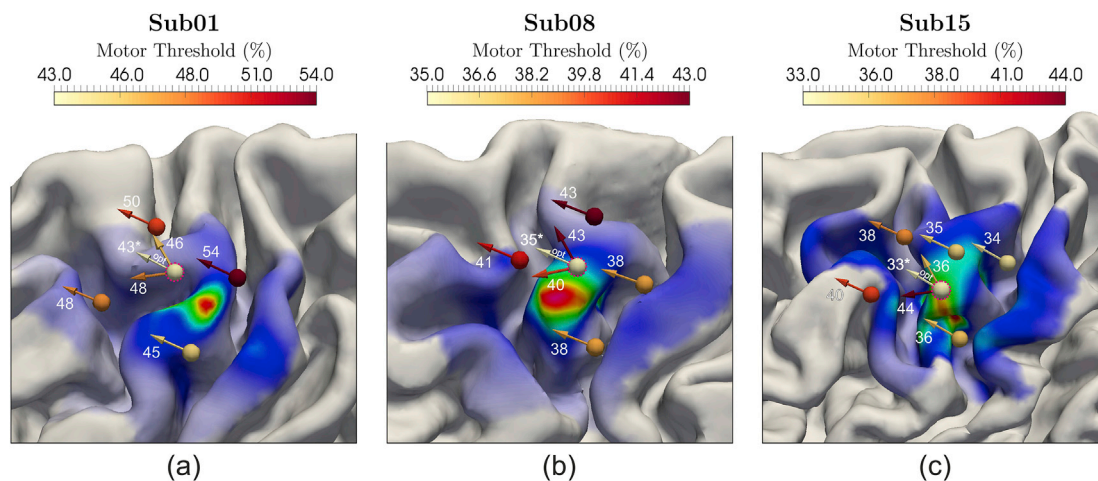 Sub01
Motor Threshold (%)
43.0 46.0 48.0 51.0 54.0
50
43*
46
opt
54
48
48
45
(a)
Sub08
Motor Threshold (%)
35.0 36.6 38.2 39.8 41.4 43.0
43
43
35*
opt
41
38
40
38
(b)
Sub15
Motor Threshold (%)
33.0 36.0 38.0 41.0 44.0
38
35
34
33*
36
opt
40
44
36
(c)